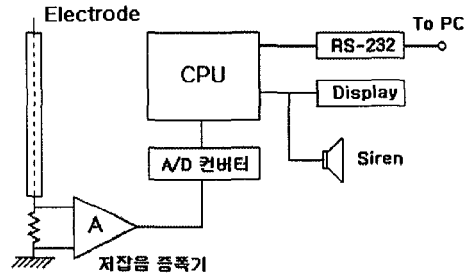 Electrode
To PC
RS-232
CPU
Display
A/D 컨버터
Siren
A
저잡음 증폭기